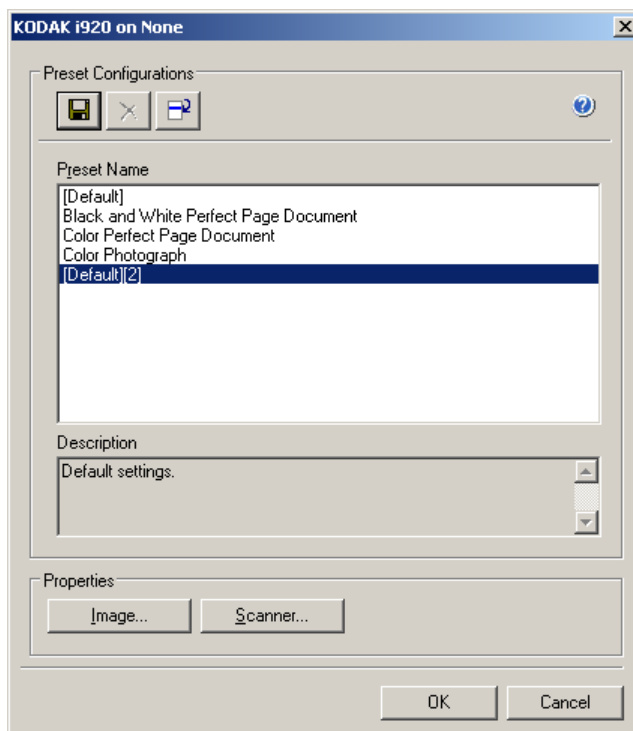 KODAK i920 on None
Preset Configurations
Preset Name
[Default]
Black and White Perfect Page Document
Color Perfect Page Document
Color Photograph
[Default][2]
Description
Default settings.
Properties
Image... Scanner...
OK Cancel